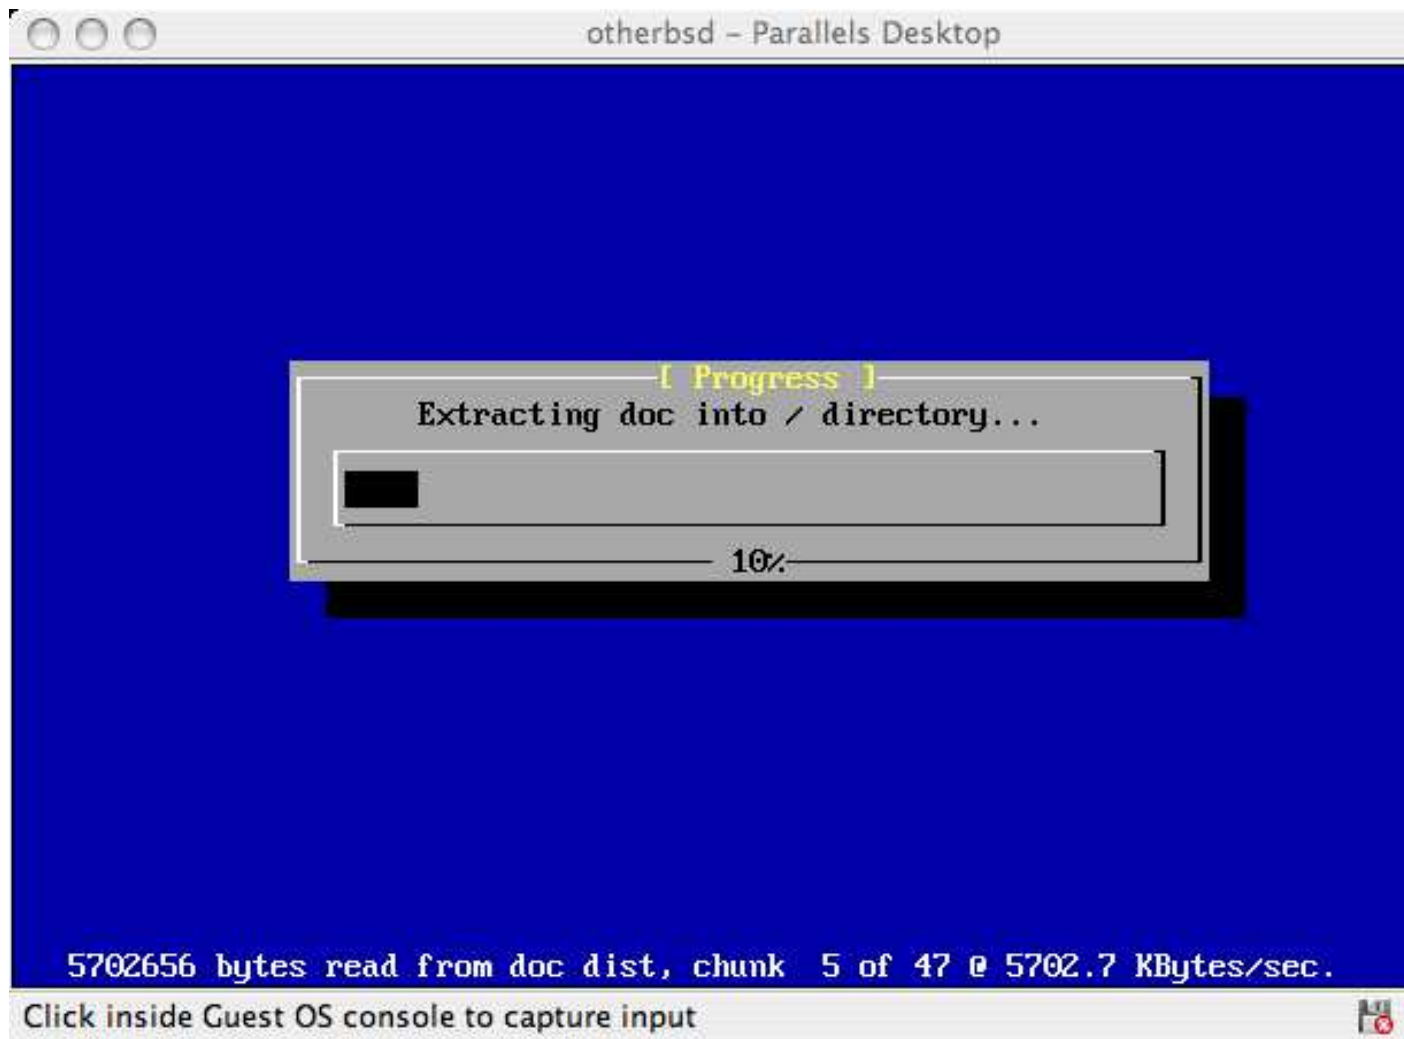 otherbsd – Parallels Desktop
[ Progress ]
Extracting doc into / directory...
10%
5702656 bytes read from doc dist, chunk  5 of 47 @ 5702.7 KBytes/sec.
Click inside Guest OS console to capture input